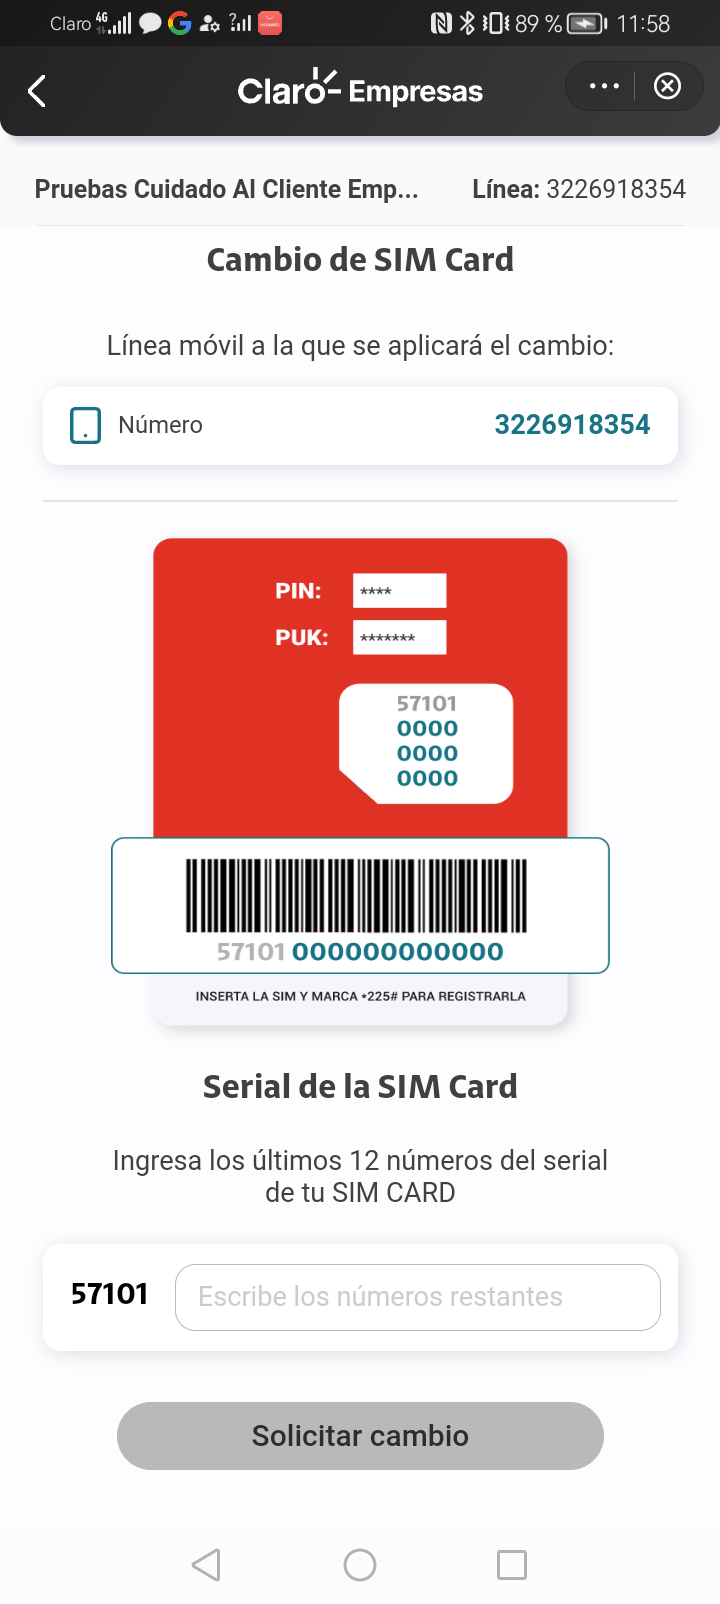 Claro 4G ? HUAWEI 89 % 11:58
Claro- Empresas
Pruebas Cuidado Al Cliente Emp... Línea: 3226918354
Cambio de SIM Card
Línea móvil a la que se aplicará el cambio:
Número 3226918354
PIN: ****
PUK: *******
57101
0000
0000
0000
57101 000000000000
INSERTA LA SIM Y MARCA *225# PARA REGISTRARLA
Serial de la SIM Card
Ingresa los últimos 12 números del serial
de tu SIM CARD
57101 Escribe los números restantes
Solicitar cambio